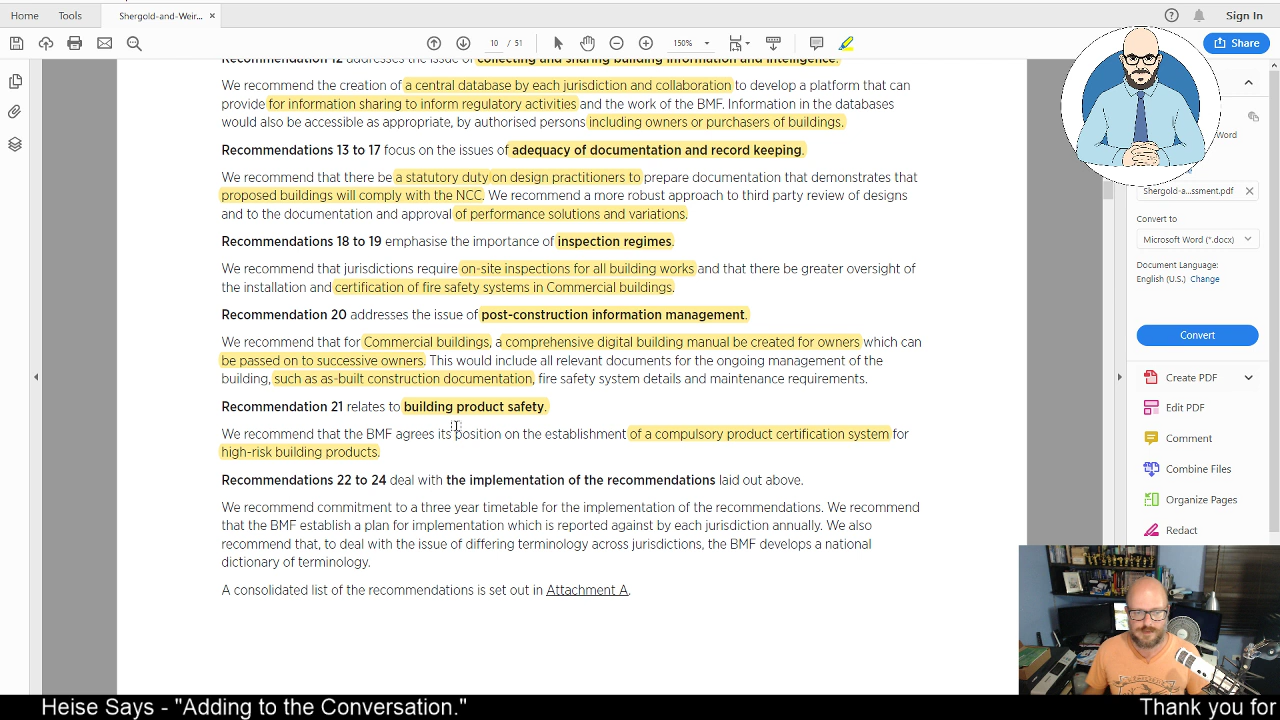 Home Tools Shergold-and-Weir... × Sign In
10 / 51 150% Share
Recommendation 12 addresses the issue of collecting and sharing building information and intelligence.
We recommend the creation of a central database by each jurisdiction and collaboration to develop a platform that can
provide for information sharing to inform regulatory activities and the work of the BMF. Information in the databases
would also be accessible as appropriate, by authorised persons including owners or purchasers of buildings.
Recommendations 13 to 17 focus on the issues of adequacy of documentation and record keeping.
We recommend that there be a statutory duty on design practitioners to prepare documentation that demonstrates that
proposed buildings will comply with the NCC. We recommend a more robust approach to third party review of designs
and to the documentation and approval of performance solutions and variations.
Recommendations 18 to 19 emphasise the importance of inspection regimes.
We recommend that jurisdictions require on-site inspections for all building works and that there be greater oversight of
the installation and certification of fire safety systems in Commercial buildings.
Recommendation 20 addresses the issue of post-construction information management.
We recommend that for Commercial buildings, a comprehensive digital building manual be created for owners which can
be passed on to successive owners. This would include all relevant documents for the ongoing management of the
building, such as as-built construction documentation, fire safety system details and maintenance requirements.
Recommendation 21 relates to building product safety.
We recommend that the BMF agrees its position on the establishment of a compulsory product certification system for
high-risk building products.
Recommendations 22 to 24 deal with the implementation of the recommendations laid out above.
We recommend commitment to a three year timetable for the implementation of the recommendations. We recommend
that the BMF establish a plan for implementation which is reported against by each jurisdiction annually. We also
recommend that, to deal with the issue of differing terminology across jurisdictions, the BMF develops a national
dictionary of terminology.
A consolidated list of the recommendations is set out in Attachment A.
Word
Shergold-a...ssment.pdf ×
Convert to
Microsoft Word (*.docx)
Document Language:
English (U.S.) Change
Convert
Create PDF
Edit PDF
Comment
Combine Files
Organize Pages
Redact
Heise Says - "Adding to the Conversation." Thank you for